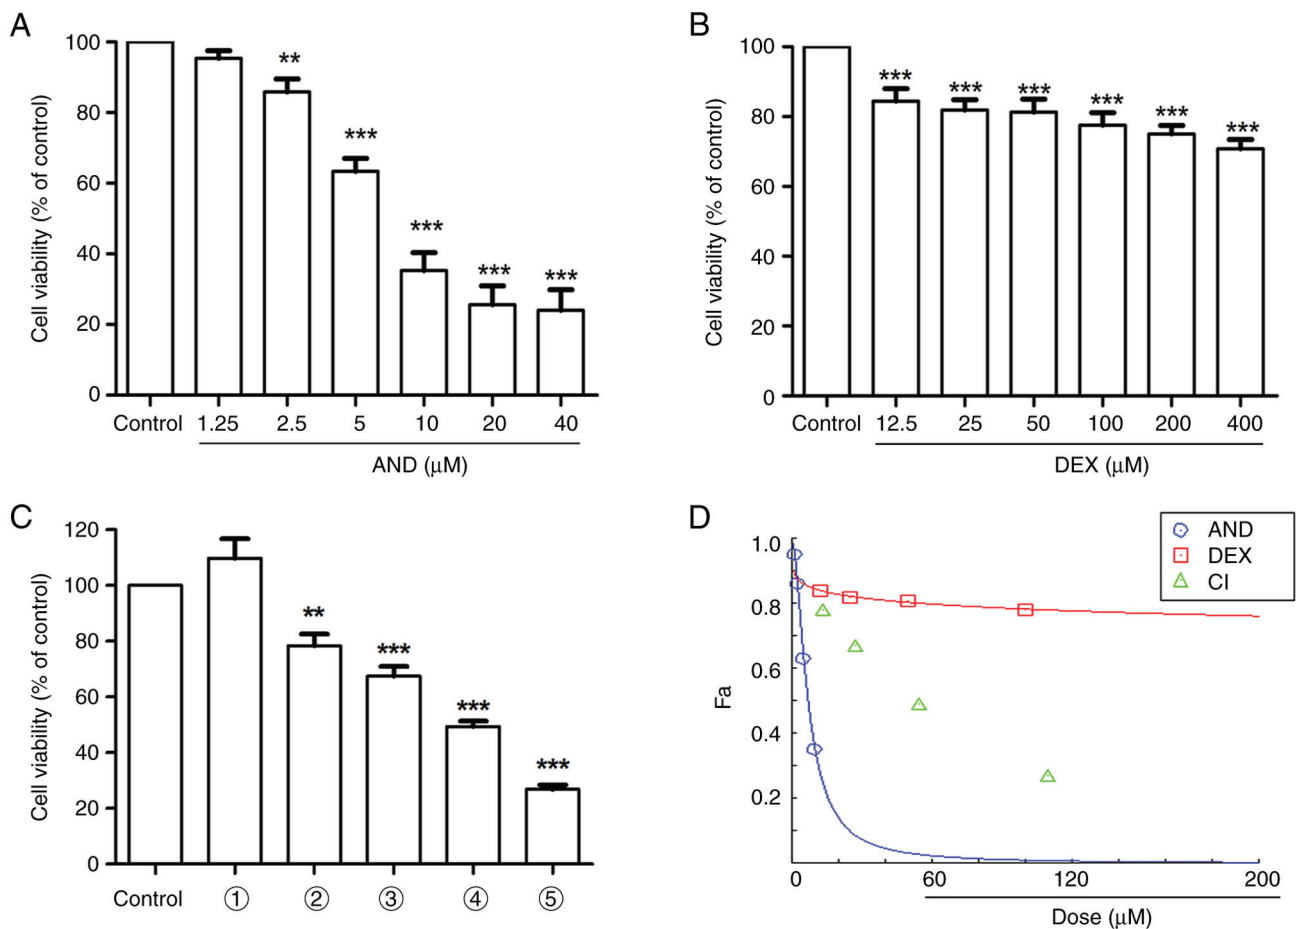 A
Cell viability (% of control)
100
80
60
40
20
0
** *** *** *** ***
Control 1.25 2.5 5 10 20 40
AND (μM)
B
Cell viability (% of control)
100
80
60
40
20
0
*** *** *** *** *** ***
Control 12.5 25 50 100 200 400
DEX (μM)
C
Cell viability (% of control)
120
100
80
60
40
20
0
** *** *** ***
Control ① ② ③ ④ ⑤
D
AND
DEX
CI
Fa
1.0
0.8
0.6
0.4
0.2
0 60 120 200
Dose (μM)